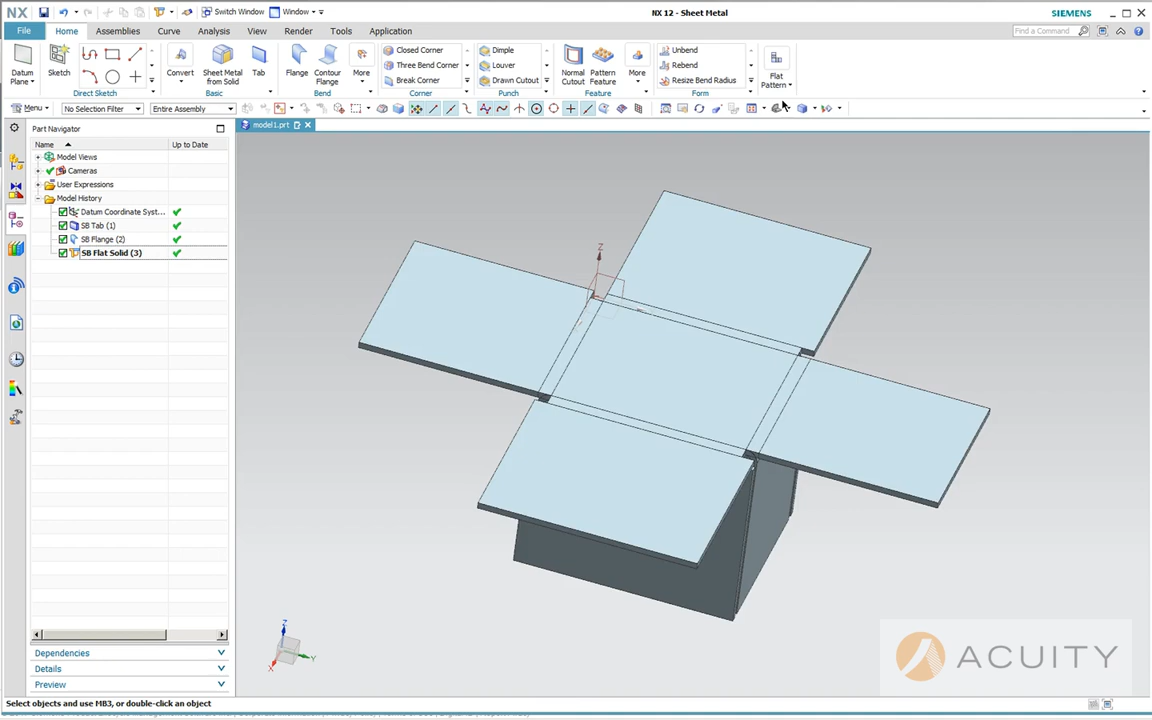 NX
Switch Window
Window
NX 12 - Sheet Metal
SIEMENS
File
Home
Assemblies
Curve
Analysis
View
Render
Tools
Application
Find a Command
Datum Plane
Sketch
Direct Sketch
Convert
Sheet Metal from Solid
Tab
Basic
Flange
Contour Flange
More
Bend
Closed Corner
Three Bend Corner
Break Corner
Corner
Dimple
Louver
Drawn Cutout
Punch
Normal Cutout
Pattern Feature
More
Feature
Unbend
Rebend
Resize Bend Radius
Form
Flat Pattern
Menu
No Selection Filter
Entire Assembly
Part Navigator
model1.prt
Name
Up to Date
Model Views
Cameras
User Expressions
Model History
Datum Coordinate Syst...
SB Tab (1)
SB Flange (2)
SB Flat Solid (3)
Z
Z
Y
X
Dependencies
Details
Preview
ACUITY
Select objects and use MB3, or double-click an object